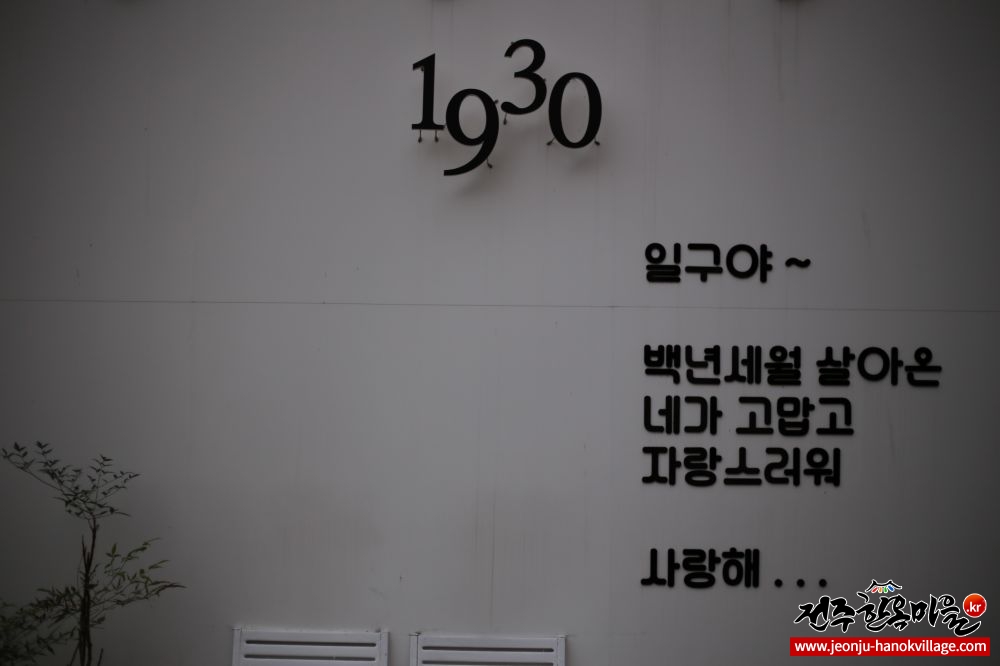 1930
일구야 ~
백년세월 살아온
네가 고맙고
자랑스러워
사랑해 . . .
전주한옥마을.kr
www.jeonju-hanokvillage.com